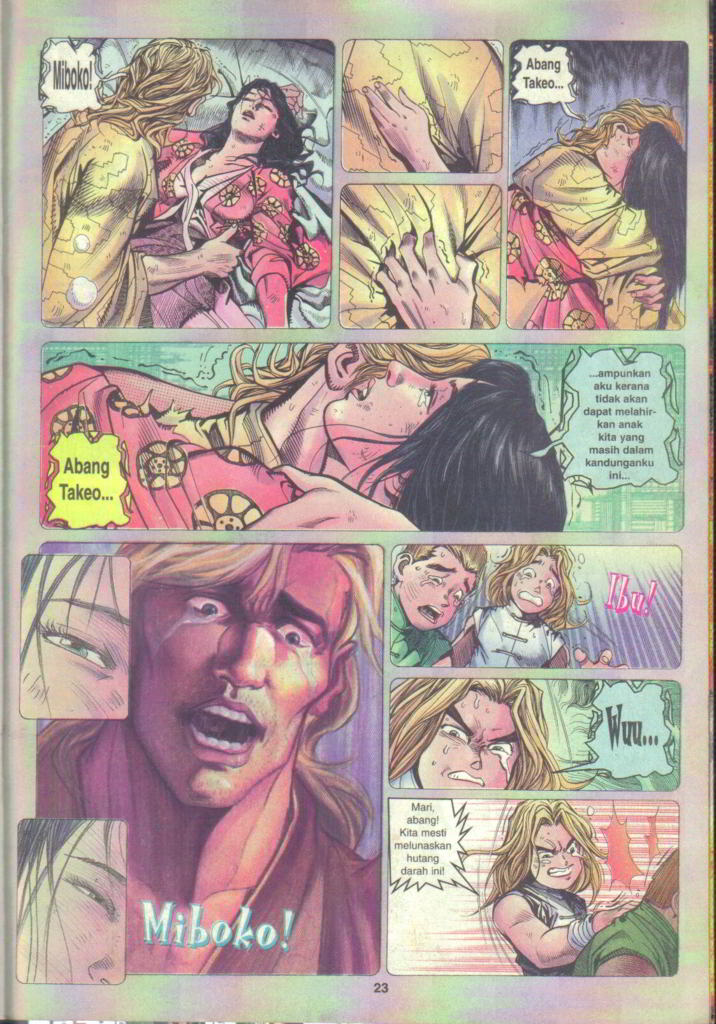 Miboko!
Abang
Takeo...
...ampunkan
aku kerana
tidak akan
dapat melahir-
kan anak
kita yang
masih dalam
kandunganku
ini...
Abang
Takeo...
Miboko!
Ibu!
Wuu...
Mari,
abang!
Kita mesti
melunaskan
hutang
darah ini!
23